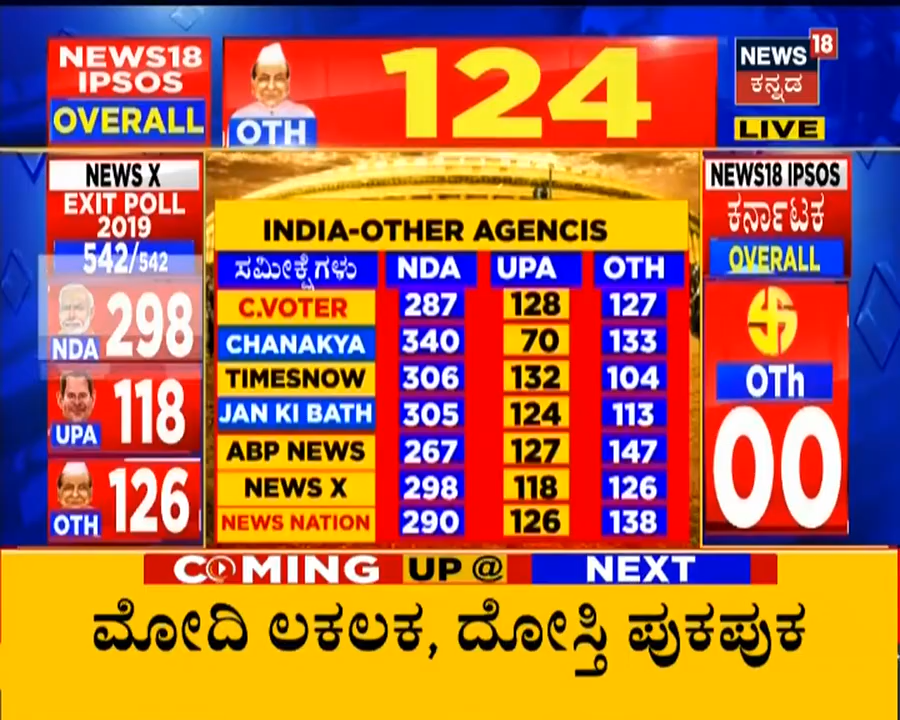 NEWS18
IPSOS
OVERALL
OTH
124
NEWS 18
ಕನ್ನಡ
LIVE
NEWS X
EXIT POLL
2019
542/542
NDA 298
UPA 118
OTH 126
INDIA-OTHER AGENCIS
ಸಮೀಕ್ಷೆಗಳು NDA UPA OTH
C.VOTER 287 128 127
CHANAKYA 340 70 133
TIMESNOW 306 132 104
JAN KI BATH 305 124 113
ABP NEWS 267 127 147
NEWS X 298 118 126
NEWS NATION 290 126 138
NEWS18 IPSOS
ಕರ್ನಾಟಕ
OVERALL
OTh
00
COMING UP @ NEXT
ಮೋದಿ ಲಕಲಕ, ದೋಸ್ತಿ ಪುಕಪುಕ